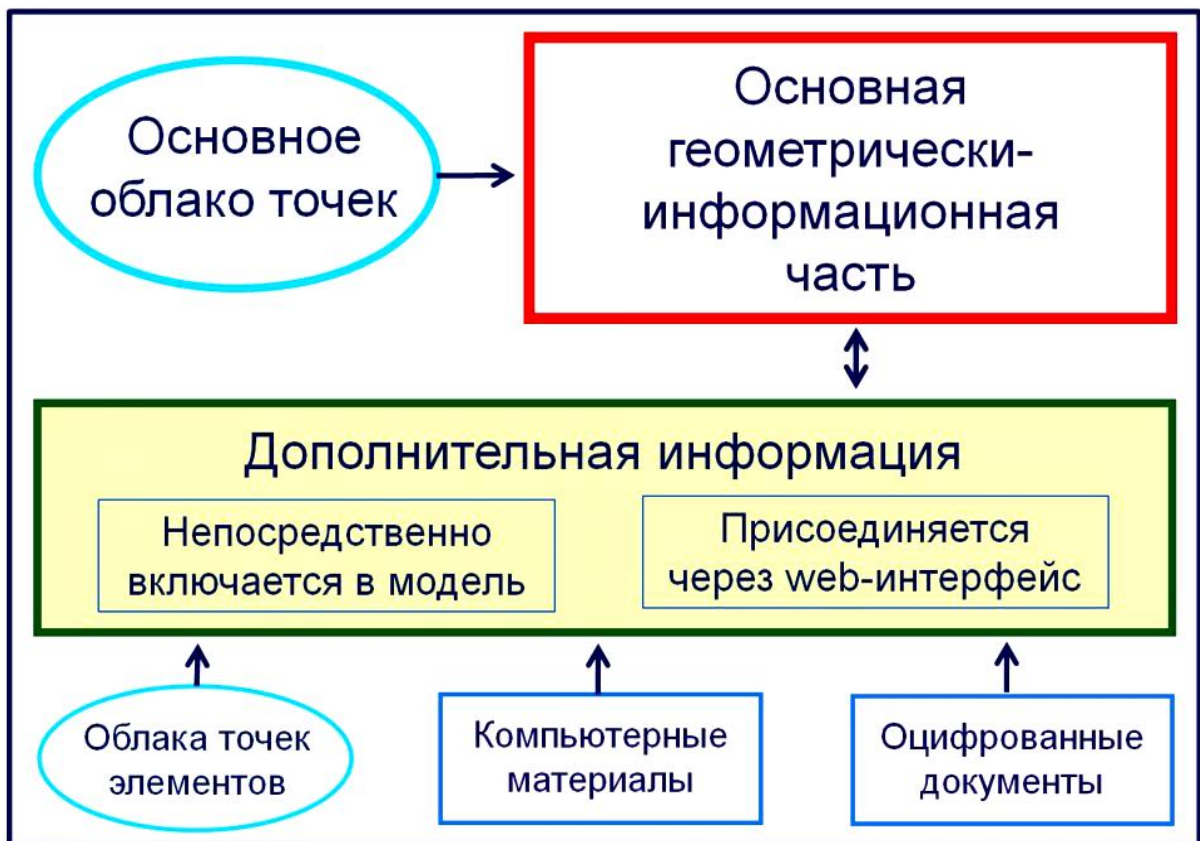 Основное
облако точек
Основная
геометрически-
информационная
часть
Дополнительная информация
Непосредственно
включается в модель
Присоединяется
через web-интерфейс
Облака точек
элементов
Компьютерные
материалы
Оцифрованные
документы